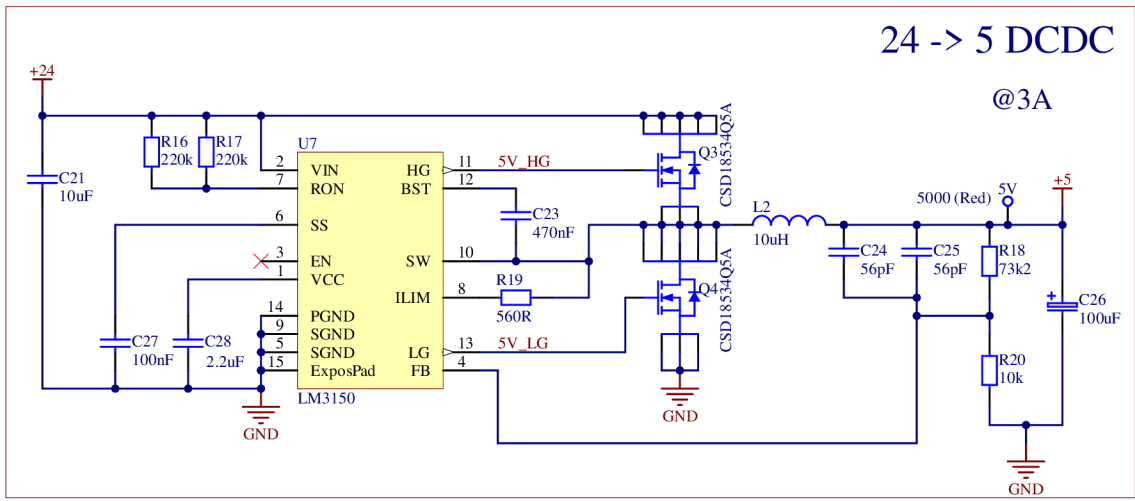 24 -> 5 DCDC
@3A
+24
R16
220k
R17
220k
C21
10uF
U7
2 VIN
7 RON
6 SS
3 EN
1 VCC
14 PGND
9 SGND
5 SGND
15 ExposPad
HG 11
BST 12
SW 10
ILIM 8
LG 13
FB 4
LM3150
5V_HG
5V_LG
C23
470nF
R19
560R
C27
100nF
C28
2.2uF
GND
Q3
CSD18534Q5A
Q4
CSD18534Q5A
GND
L2
10uH
5000 (Red)
5V
+5
C24
56pF
C25
56pF
R18
73k2
R20
10k
+
C26
100uF
GND